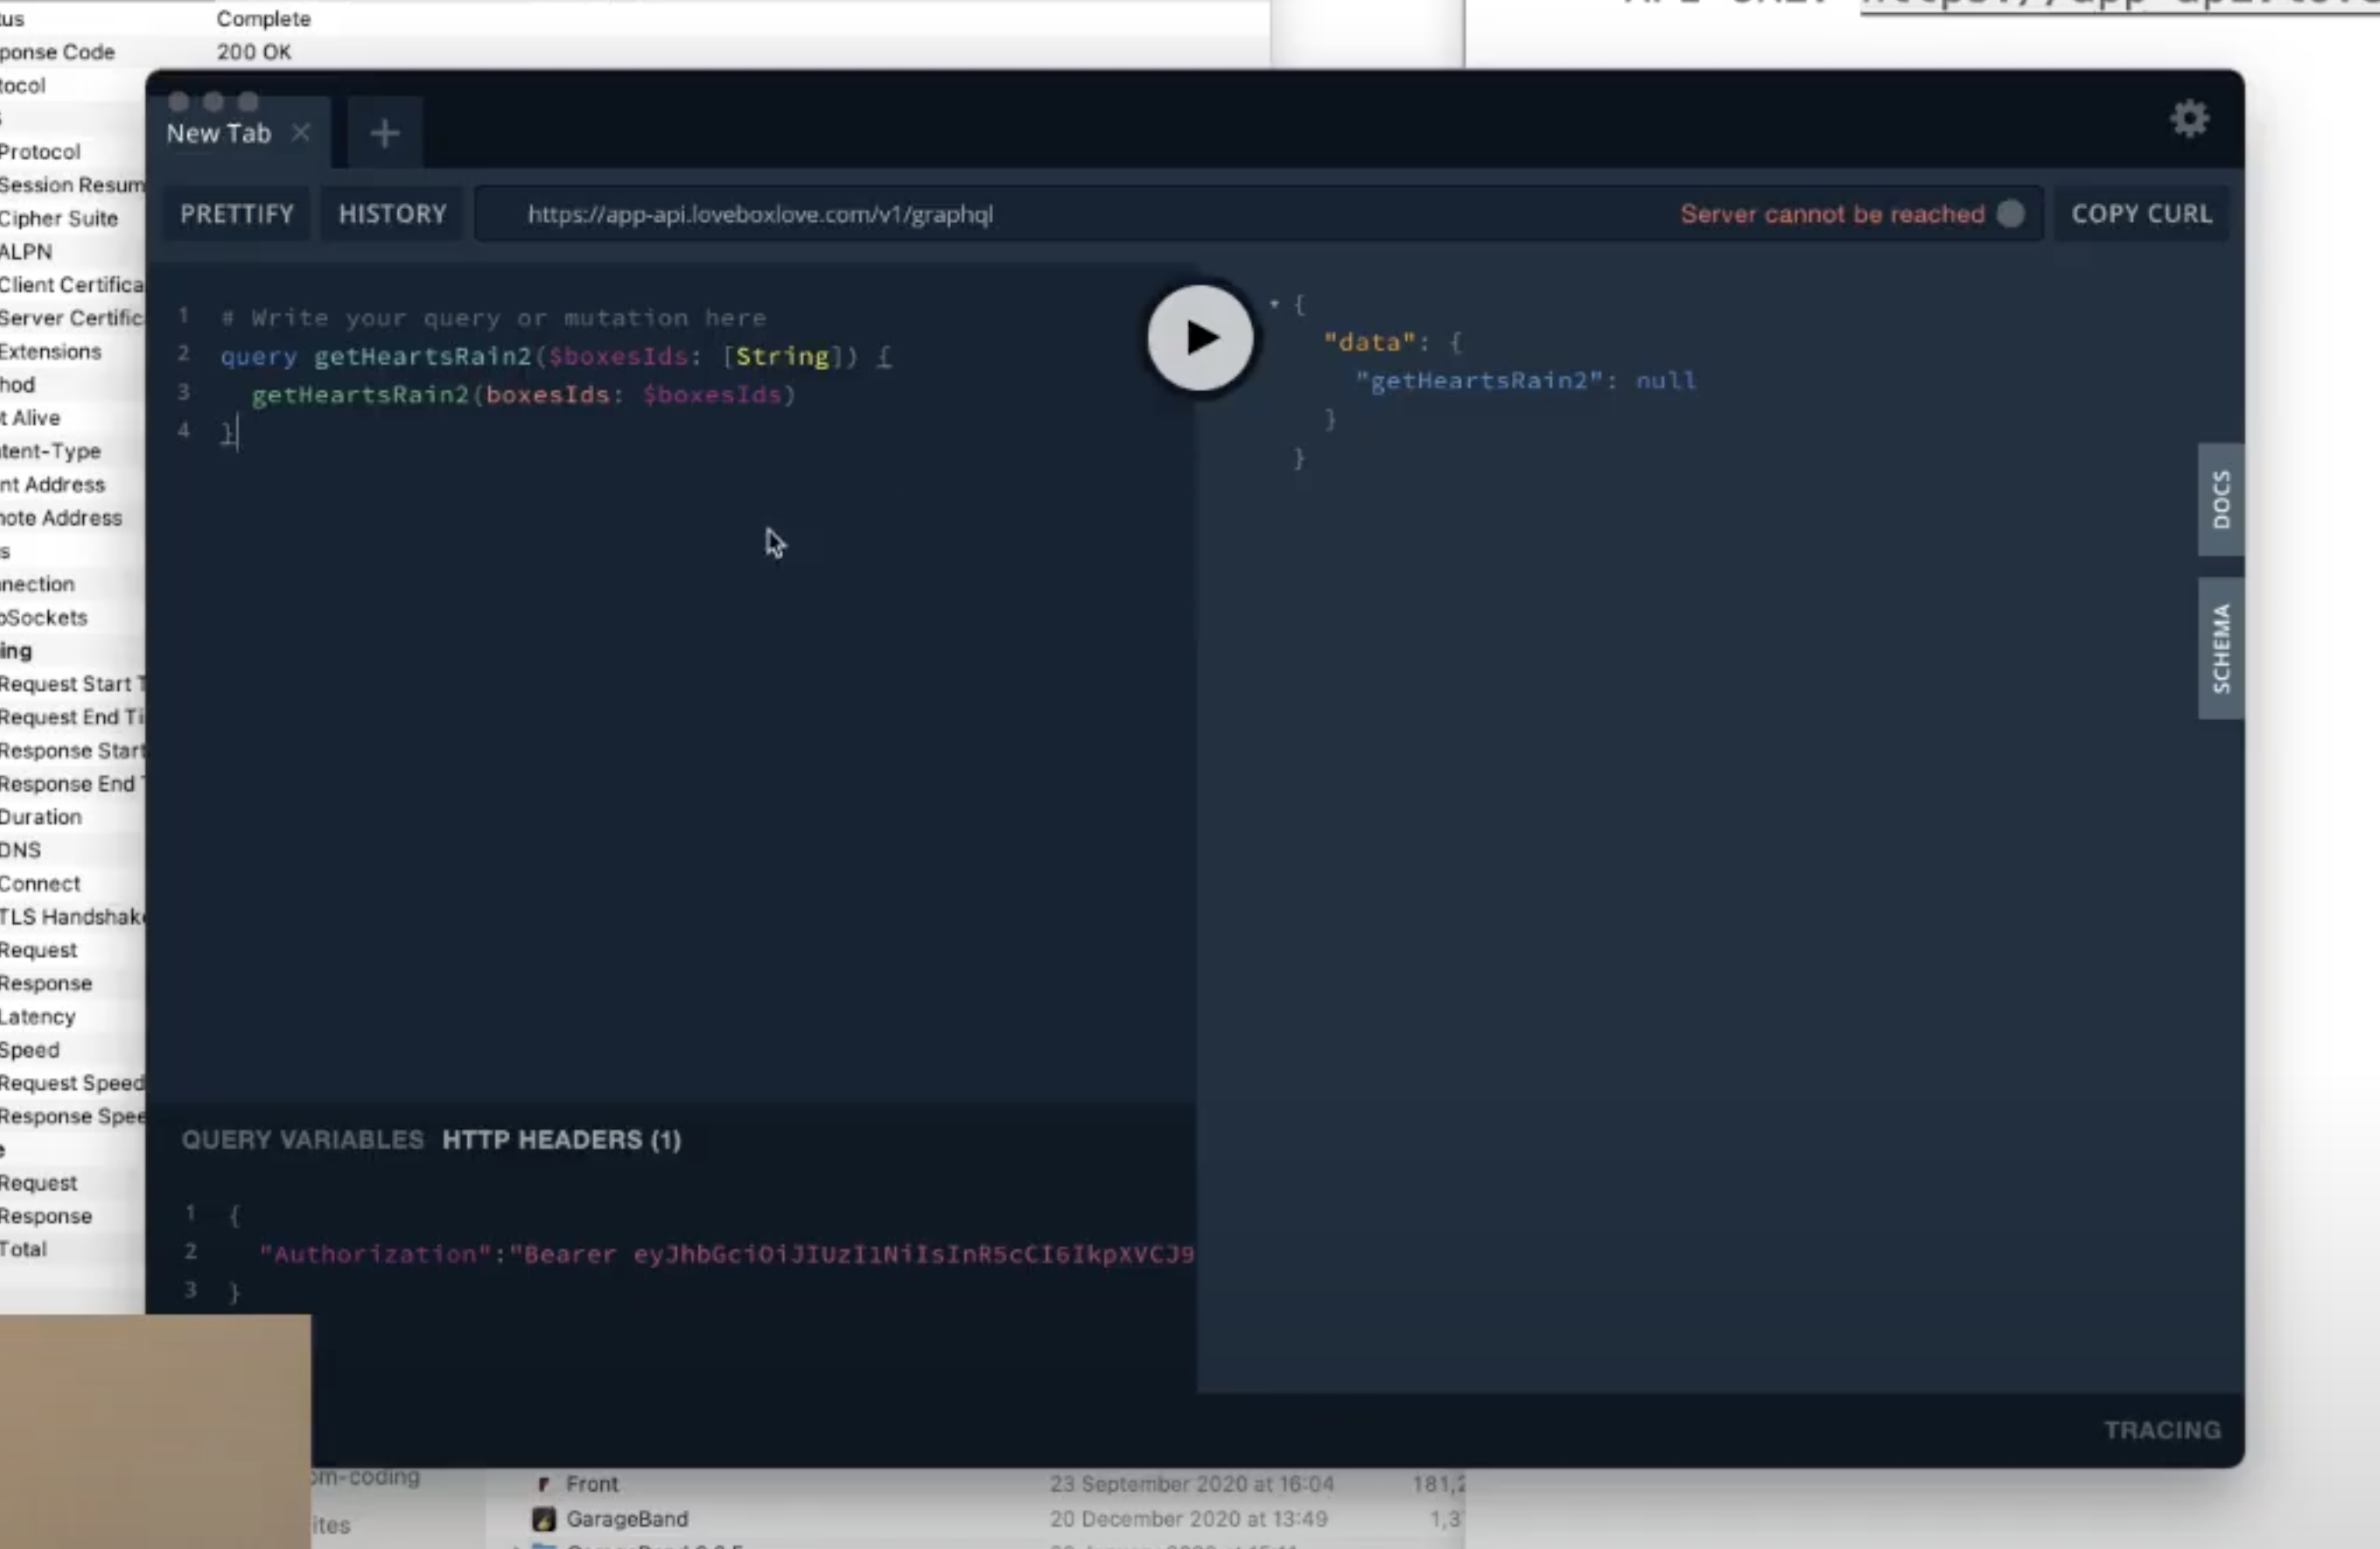 tus Complete
ponse Code 200 OK
tocol
Protocol
Session Resum
Cipher Suite
ALPN
Client Certifica
Server Certific
Extensions
hod
t Alive
tent-Type
nt Address
note Address
s
nnection
bSockets
ing
Request Start T
Request End Ti
Response Start
Response End T
Duration
DNS
Connect
TLS Handshake
Request
Response
Latency
Speed
Request Speed
Response Spee
e
Request
Response
Total
New Tab
PRETTIFY HISTORY https://app-api.loveboxlove.com/v1/graphql Server cannot be reached COPY CURL
1 # Write your query or mutation here
2 query getHeartsRain2($boxesIds: [String]) {
3 getHeartsRain2(boxesIds: $boxesIds)
4 }
{
"data": {
"getHeartsRain2": null
}
}
DOCS
SCHEMA
QUERY VARIABLES HTTP HEADERS (1)
1 {
2 "Authorization":"Bearer eyJhbGciOiJIUzI1NiIsInR5cCI6IkpXVCJ9
3 }
TRACING
om-coding
ites
Front 23 September 2020 at 16:04 181,2
GarageBand 20 December 2020 at 13:49 1,3